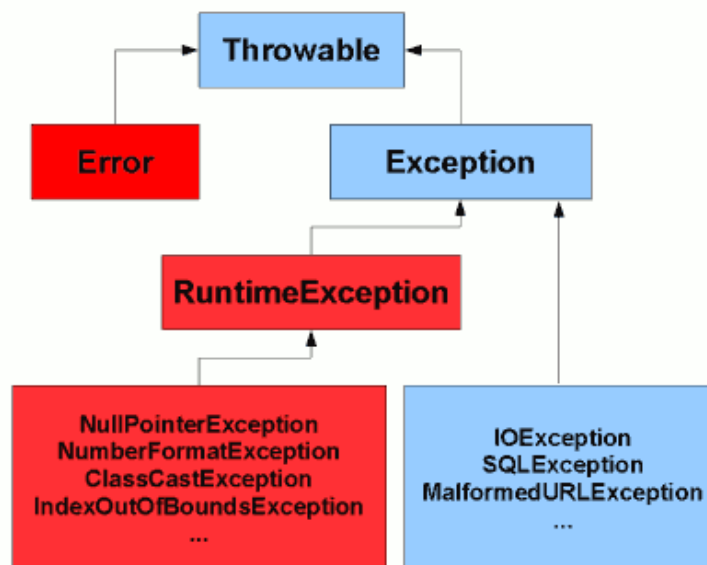 Throwable
Error
Exception
RuntimeException
NullPointerException
NumberFormatException
ClassCastException
IndexOutOfBoundsException
...
IOException
SQLException
MalformedURLException
...